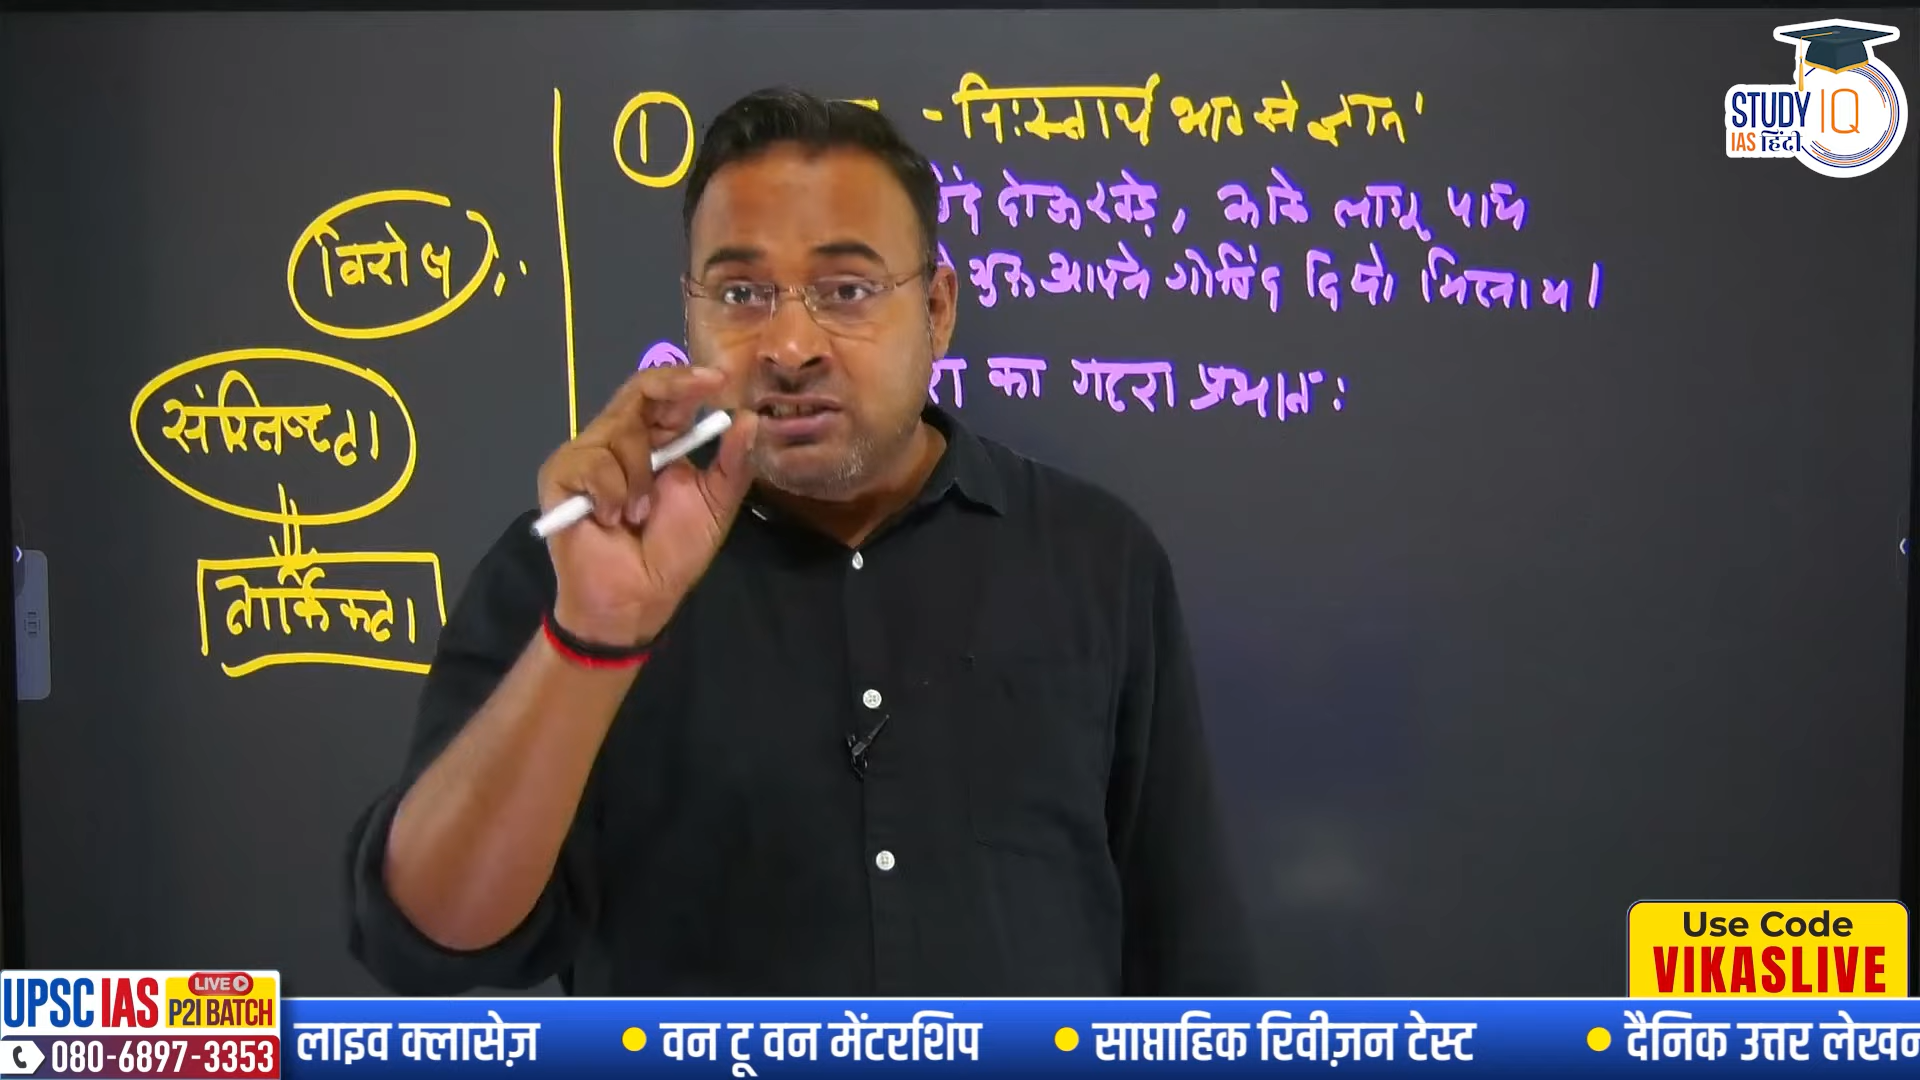 STUDY IQ
IAS हिंदी
① - निःस्वार्थ भाव से ज्ञान
दोऊ खड़े, काके लागू पाय
गुरु आपने गोविंद दियो मिलाय।
का गहरा प्रभाव:
विरोध
संश्लिष्टता
तार्किकता
Use Code
VIKASLIVE
UPSC IAS LIVE P2I BATCH
080-6897-3353
लाइव क्लासेज़ • वन टू वन मेंटरशिप • साप्ताहिक रिवीज़न टेस्ट • दैनिक उत्तर लेखन